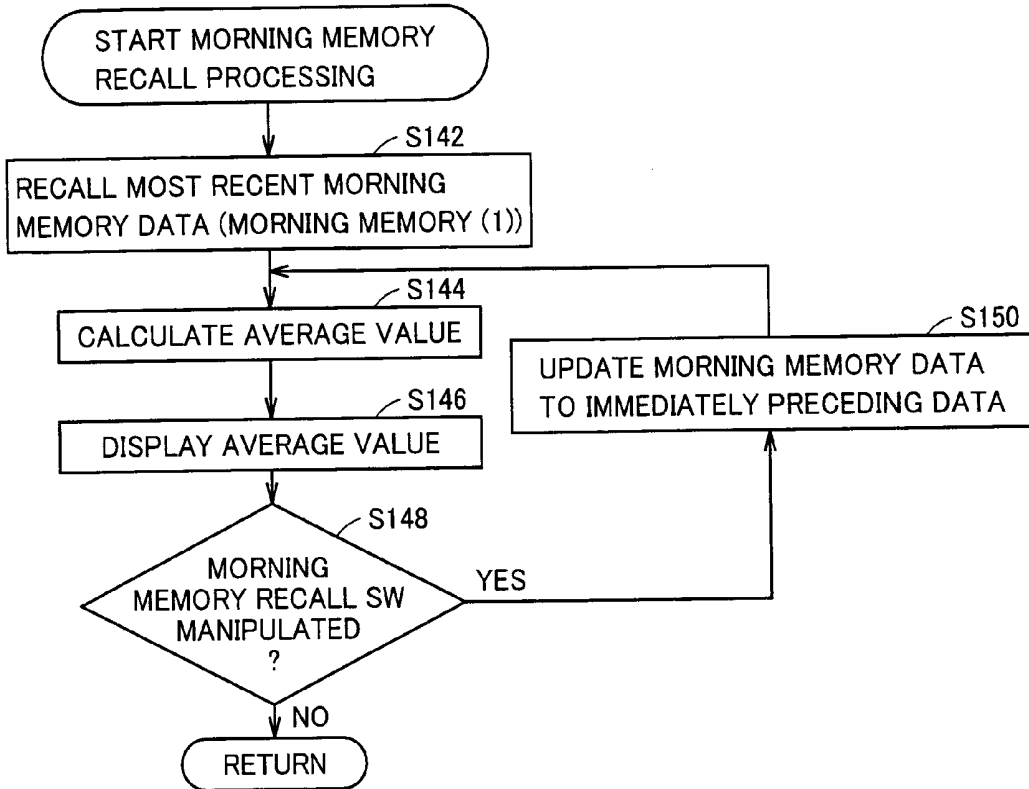 START MORNING MEMORY
RECALL PROCESSING
S142
RECALL MOST RECENT MORNING
MEMORY DATA (MORNING MEMORY (1))
S144
CALCULATE AVERAGE VALUE
S150
UPDATE MORNING MEMORY DATA
TO IMMEDIATELY PRECEDING DATA
S146
DISPLAY AVERAGE VALUE
S148
MORNING
MEMORY RECALL SW
MANIPULATED
?
YES
NO
RETURN